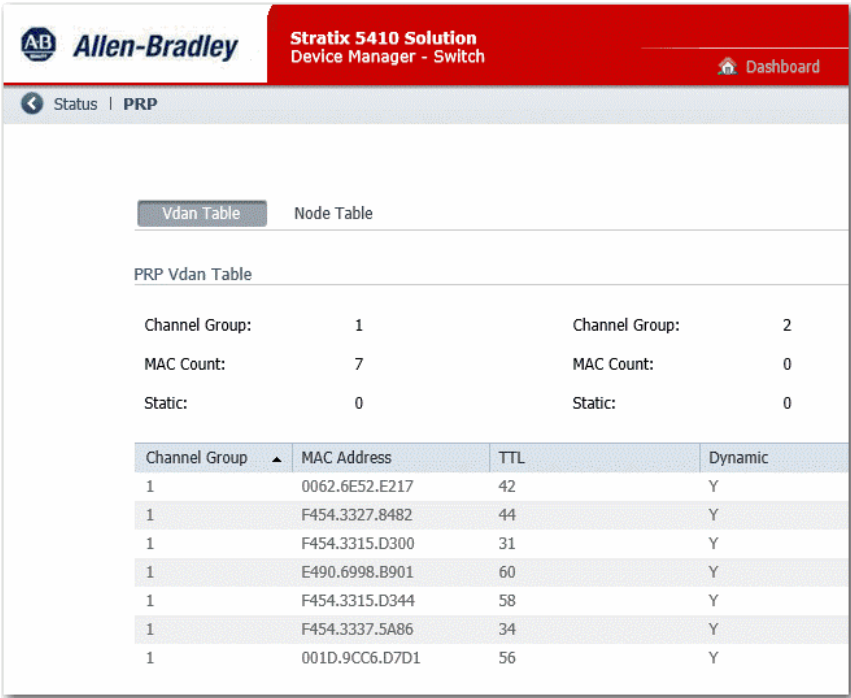 AB
QUALITY
Allen-Bradley
Stratix 5410 Solution
Device Manager - Switch
Dashboard
Status | PRP
Vdan Table Node Table
PRP Vdan Table
Channel Group: 1 Channel Group: 2
MAC Count: 7 MAC Count: 0
Static: 0 Static: 0
Channel Group MAC Address TTL Dynamic
1 0062.6E52.E217 42 Y
1 F454.3327.8482 44 Y
1 F454.3315.D300 31 Y
1 E490.6998.B901 60 Y
1 F454.3315.D344 58 Y
1 F454.3337.5A86 34 Y
1 001D.9CC6.D7D1 56 Y